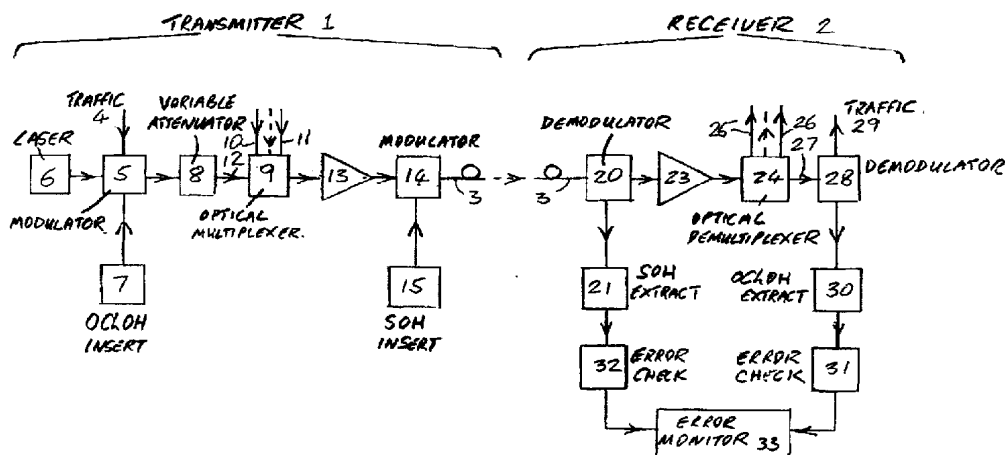 TRANSMITTER 1
RECEIVER 2
TRAFFIC
4
VARIABLE
ATTENUATOR
10
11
LASER
6
5
8
12
9
13
MODULATOR
14
3
MODULATOR
OPTICAL
MULTIPLEXER.
7
OCLOH
INSERT
15
SOH
INSERT
DEMODULATOR
3
20
23
25
26
24
27
TRAFFIC.
29
28
DEMODULATOR
OPTICAL
DEMULTIPLEXER
21
SOH
EXTRACT
OCLOH
EXTRACT
30
32
ERROR
CHECK
ERROR
CHECK
31
ERROR
MONITOR 33